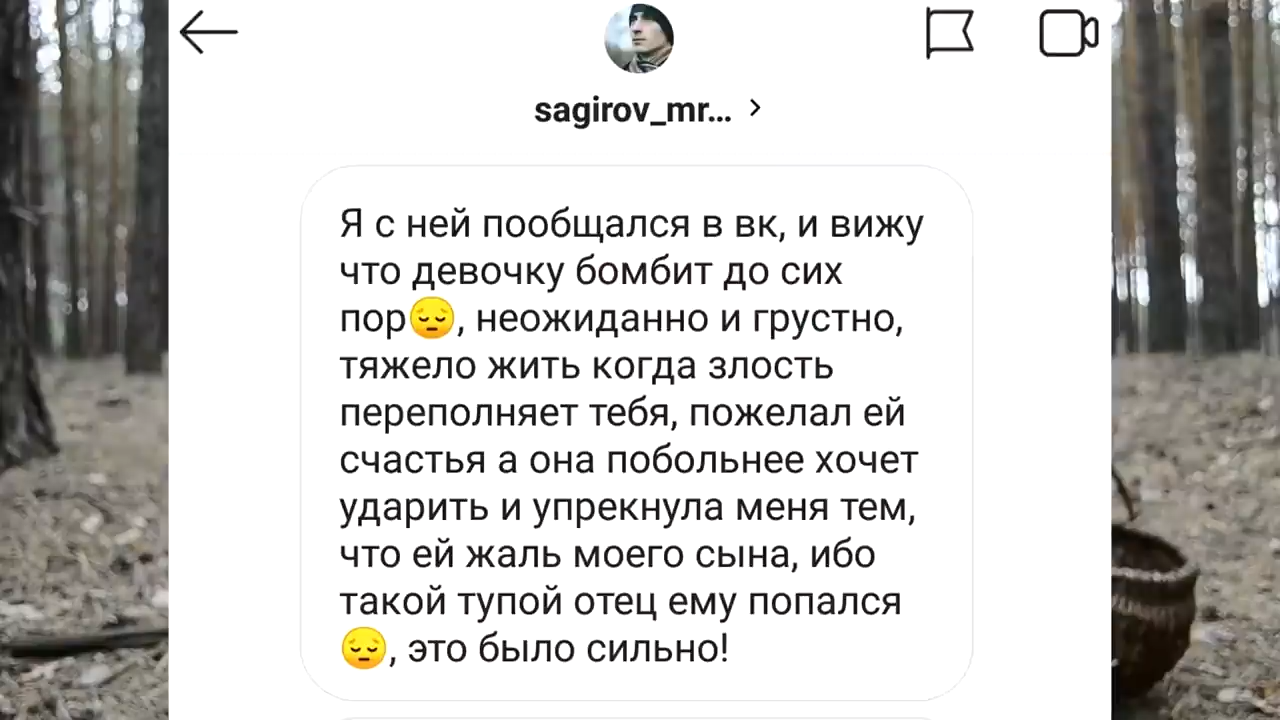 sagirov_mr...
Я с ней пообщался в вк, и вижу
что девочку бомбит до сих
пор😔, неожиданно и грустно,
тяжело жить когда злость
переполняет тебя, пожелал ей
счастья а она побольнее хочет
ударить и упрекнула меня тем,
что ей жаль моего сына, ибо
такой тупой отец ему попался
😔, это было сильно!